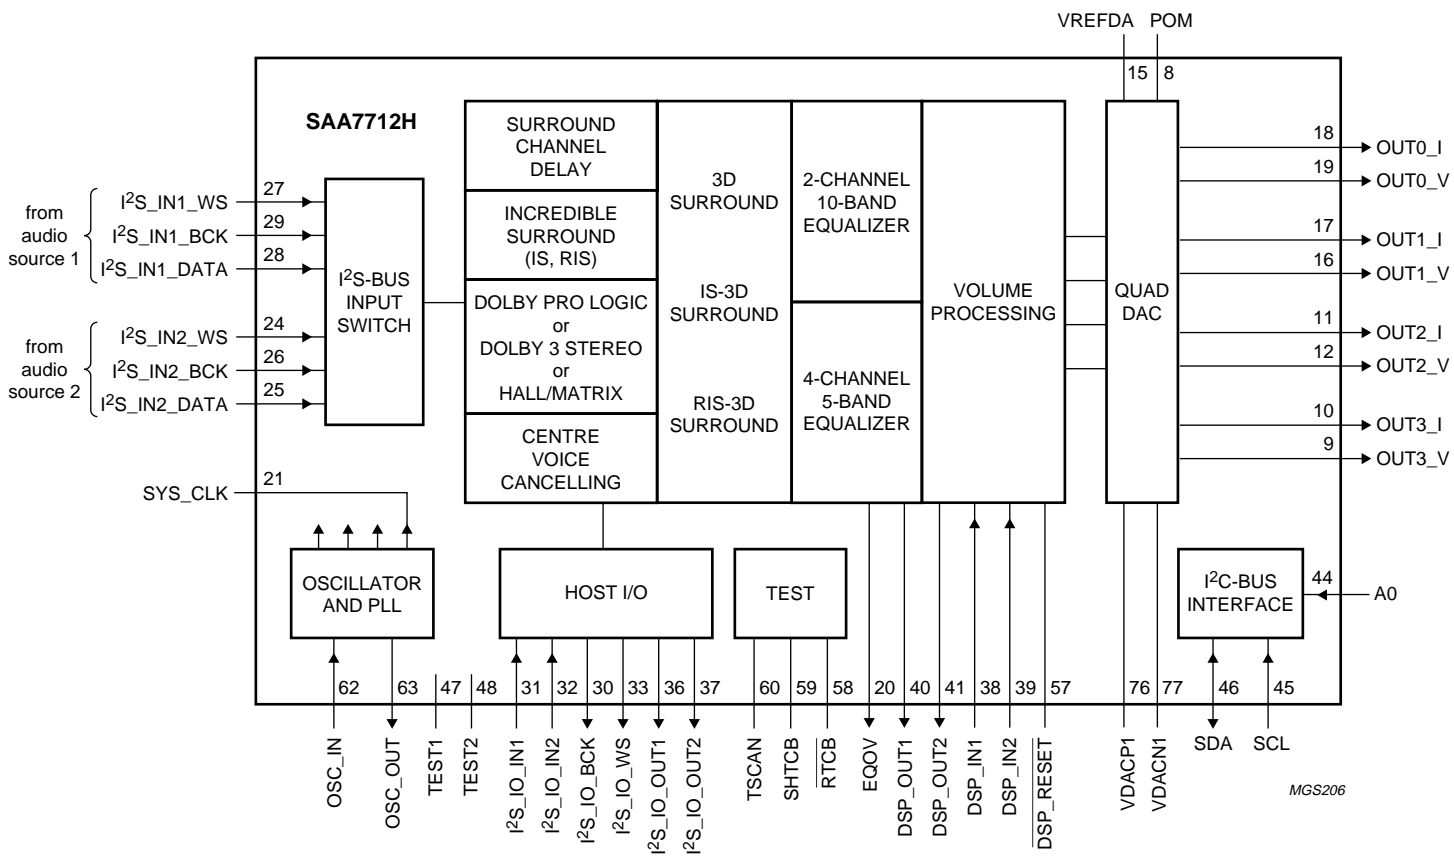 VREFDA POM
15 8
SAA7712H
SURROUND
CHANNEL
DELAY
INCREDIBLE
SURROUND
(IS, RIS)
DOLBY PRO LOGIC
or
DOLBY 3 STEREO
or
HALL/MATRIX
CENTRE
VOICE
CANCELLING
3D
SURROUND
IS-3D
SURROUND
RIS-3D
SURROUND
2-CHANNEL
10-BAND
EQUALIZER
4-CHANNEL
5-BAND
EQUALIZER
VOLUME
PROCESSING
QUAD
DAC
18 OUT0_I
19 OUT0_V
17 OUT1_I
16 OUT1_V
11 OUT2_I
12 OUT2_V
10 OUT3_I
9 OUT3_V
from
audio
source 1
I²S_IN1_WS 27
I²S_IN1_BCK 29
I²S_IN1_DATA 28
from
audio
source 2
I²S_IN2_WS 24
I²S_IN2_BCK 26
I²S_IN2_DATA 25
I²S-BUS
INPUT
SWITCH
SYS_CLK 21
OSCILLATOR
AND PLL
HOST I/O
TEST
I²C-BUS
INTERFACE
44 A0
62 63 47 48 31 32 30 33 36 37 60 59 58 20 40 41 38 39 57 76 77 46 45
OSC_IN
OSC_OUT
TEST1
TEST2
I²S_IO_IN1
I²S_IO_IN2
I²S_IO_BCK
I²S_IO_WS
I²S_IO_OUT1
I²S_IO_OUT2
TSCAN
SHTCB
RTCB
EQOV
DSP_OUT1
DSP_OUT2
DSP_IN1
DSP_IN2
DSP_RESET
VDACP1
VDACN1
SDA SCL
MGS206